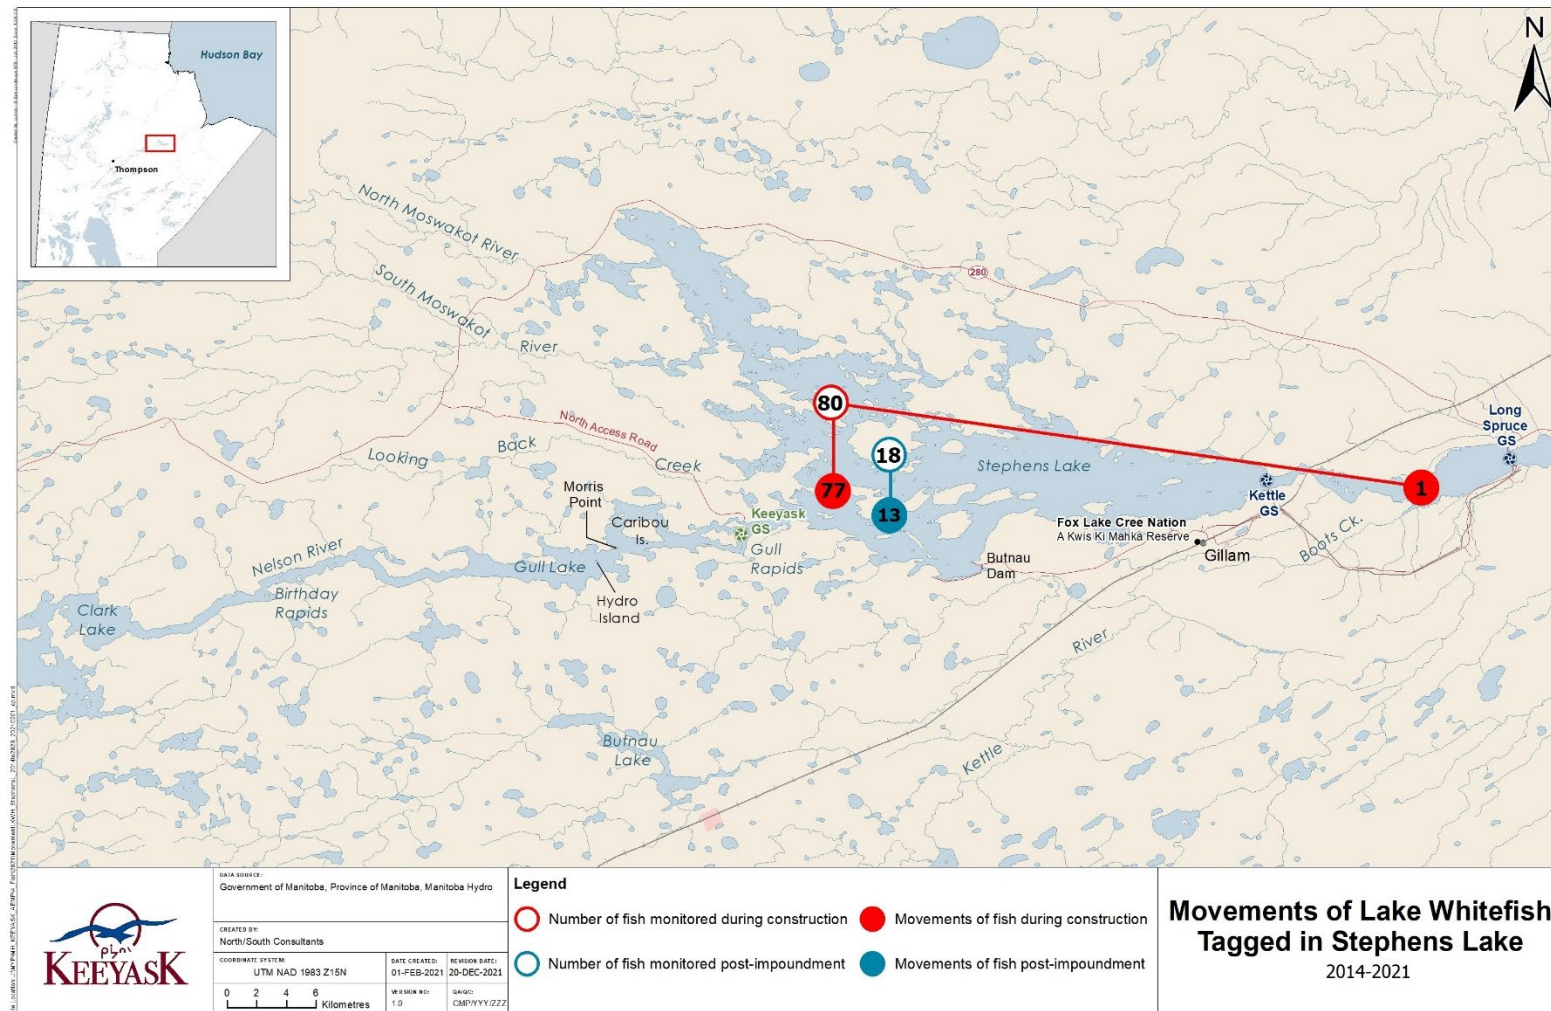 N
Hudson Bay
Thompson
North Moswakot River
South Moswakot
River
280
North Access Road
Looking
Back
Creek
80
18
77
13
1
Stephens Lake
Long
Spruce
GS
Kettle
GS
Keeyask
GS
Morris
Point
Caribou
Is.
Gull
Rapids
Gull Lake
Hydro
Island
Nelson River
Birthday
Rapids
Clark
Lake
Fox Lake Cree Nation
A Kwis Ki Mahka Reserve
Gillam
Boots Ck.
Butnau
Dam
River
Kettle
Butnau
Lake
KEEYASK
DATA SOURCE:
Government of Manitoba, Province of Manitoba, Manitoba Hydro
CREATED BY:
North/South Consultants
COORDINATE SYSTEM:
UTM NAD 1983 Z15N
DATE CREATED:
01-FEB-2021
REVISION DATE:
20-DEC-2021
0 2 4 6
Kilometres
VERSION NO:
1.0
QA/QC:
CMP/YYY/ZZZ
Legend
Number of fish monitored during construction
Movements of fish during construction
Number of fish monitored post-impoundment
Movements of fish post-impoundment
Movements of Lake Whitefish
Tagged in Stephens Lake
2014-2021